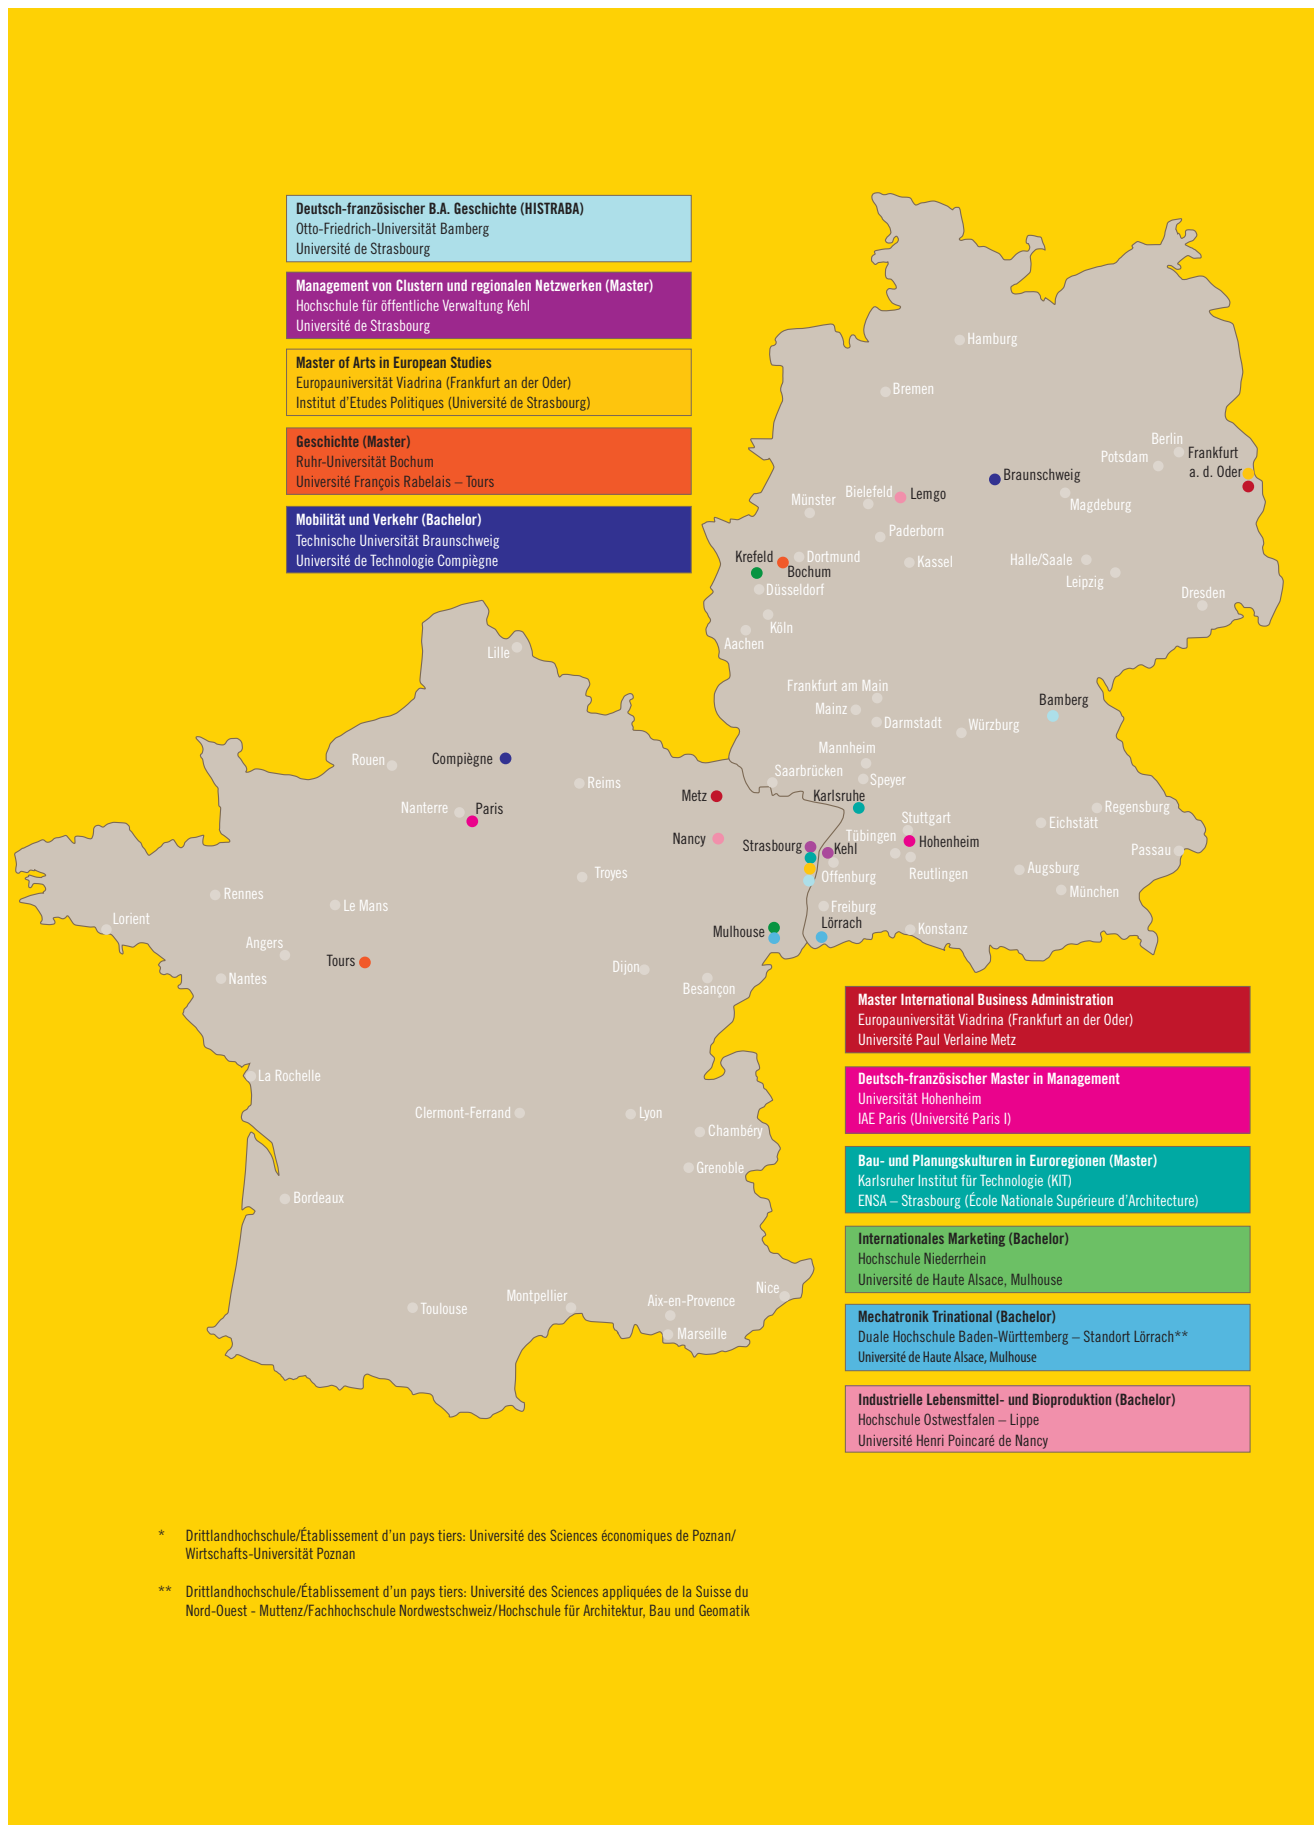 Deutsch-französischer B.A. Geschichte (HISTRABA)
Otto-Friedrich-Universität Bamberg
Université de Strasbourg
Management von Clustern und regionalen Netzwerken (Master)
Hochschule für öffentliche Verwaltung Kehl
Université de Strasbourg
Master of Arts in European Studies
Europauniversität Viadrina (Frankfurt an der Oder)
Institut d'Etudes Politiques (Université de Strasbourg)
Geschichte (Master)
Ruhr-Universität Bochum
Université François Rabelais – Tours
Mobilität und Verkehr (Bachelor)
Technische Universität Braunschweig
Université de Technologie Compiègne
Hamburg
Bremen
Berlin
Potsdam
Frankfurt
a. d. Oder
Braunschweig
Magdeburg
Münster
Bielefeld
Lemgo
Paderborn
Krefeld
Dortmund
Bochum
Kassel
Halle/Saale
Leipzig
Düsseldorf
Dresden
Köln
Aachen
Frankfurt am Main
Mainz
Darmstadt
Würzburg
Bamberg
Mannheim
Saarbrücken
Speyer
Karlsruhe
Stuttgart
Tübingen
Hohenheim
Reutlingen
Regensburg
Eichstätt
Passau
Augsburg
München
Kehl
Offenburg
Freiburg
Lörrach
Konstanz
Lille
Rouen
Compiègne
Reims
Nanterre
Paris
Metz
Nancy
Strasbourg
Troyes
Rennes
Le Mans
Lorient
Angers
Tours
Nantes
Mulhouse
Dijon
Besançon
La Rochelle
Clermont-Ferrand
Lyon
Chambéry
Grenoble
Bordeaux
Toulouse
Montpellier
Aix-en-Provence
Nice
Marseille
Master International Business Administration
Europauniversität Viadrina (Frankfurt an der Oder)
Université Paul Verlaine Metz
Deutsch-französischer Master in Management
Universität Hohenheim
IAE Paris (Université Paris I)
Bau- und Planungskulturen in Euroregionen (Master)
Karlsruher Institut für Technologie (KIT)
ENSA – Strasbourg (École Nationale Supérieure d'Architecture)
Internationales Marketing (Bachelor)
Hochschule Niederrhein
Université de Haute Alsace, Mulhouse
Mechatronik Trinational (Bachelor)
Duale Hochschule Baden-Württemberg – Standort Lörrach**
Université de Haute Alsace, Mulhouse
Industrielle Lebensmittel- und Bioproduktion (Bachelor)
Hochschule Ostwestfalen – Lippe
Université Henri Poincaré de Nancy
* Drittlandhochschule/Établissement d'un pays tiers: Université des Sciences économiques de Poznan/
Wirtschafts-Universität Poznan
** Drittlandhochschule/Établissement d'un pays tiers: Université des Sciences appliquées de la Suisse du
Nord-Ouest - Muttenz/Fachhochschule Nordwestschweiz/Hochschule für Architektur, Bau und Geomatik